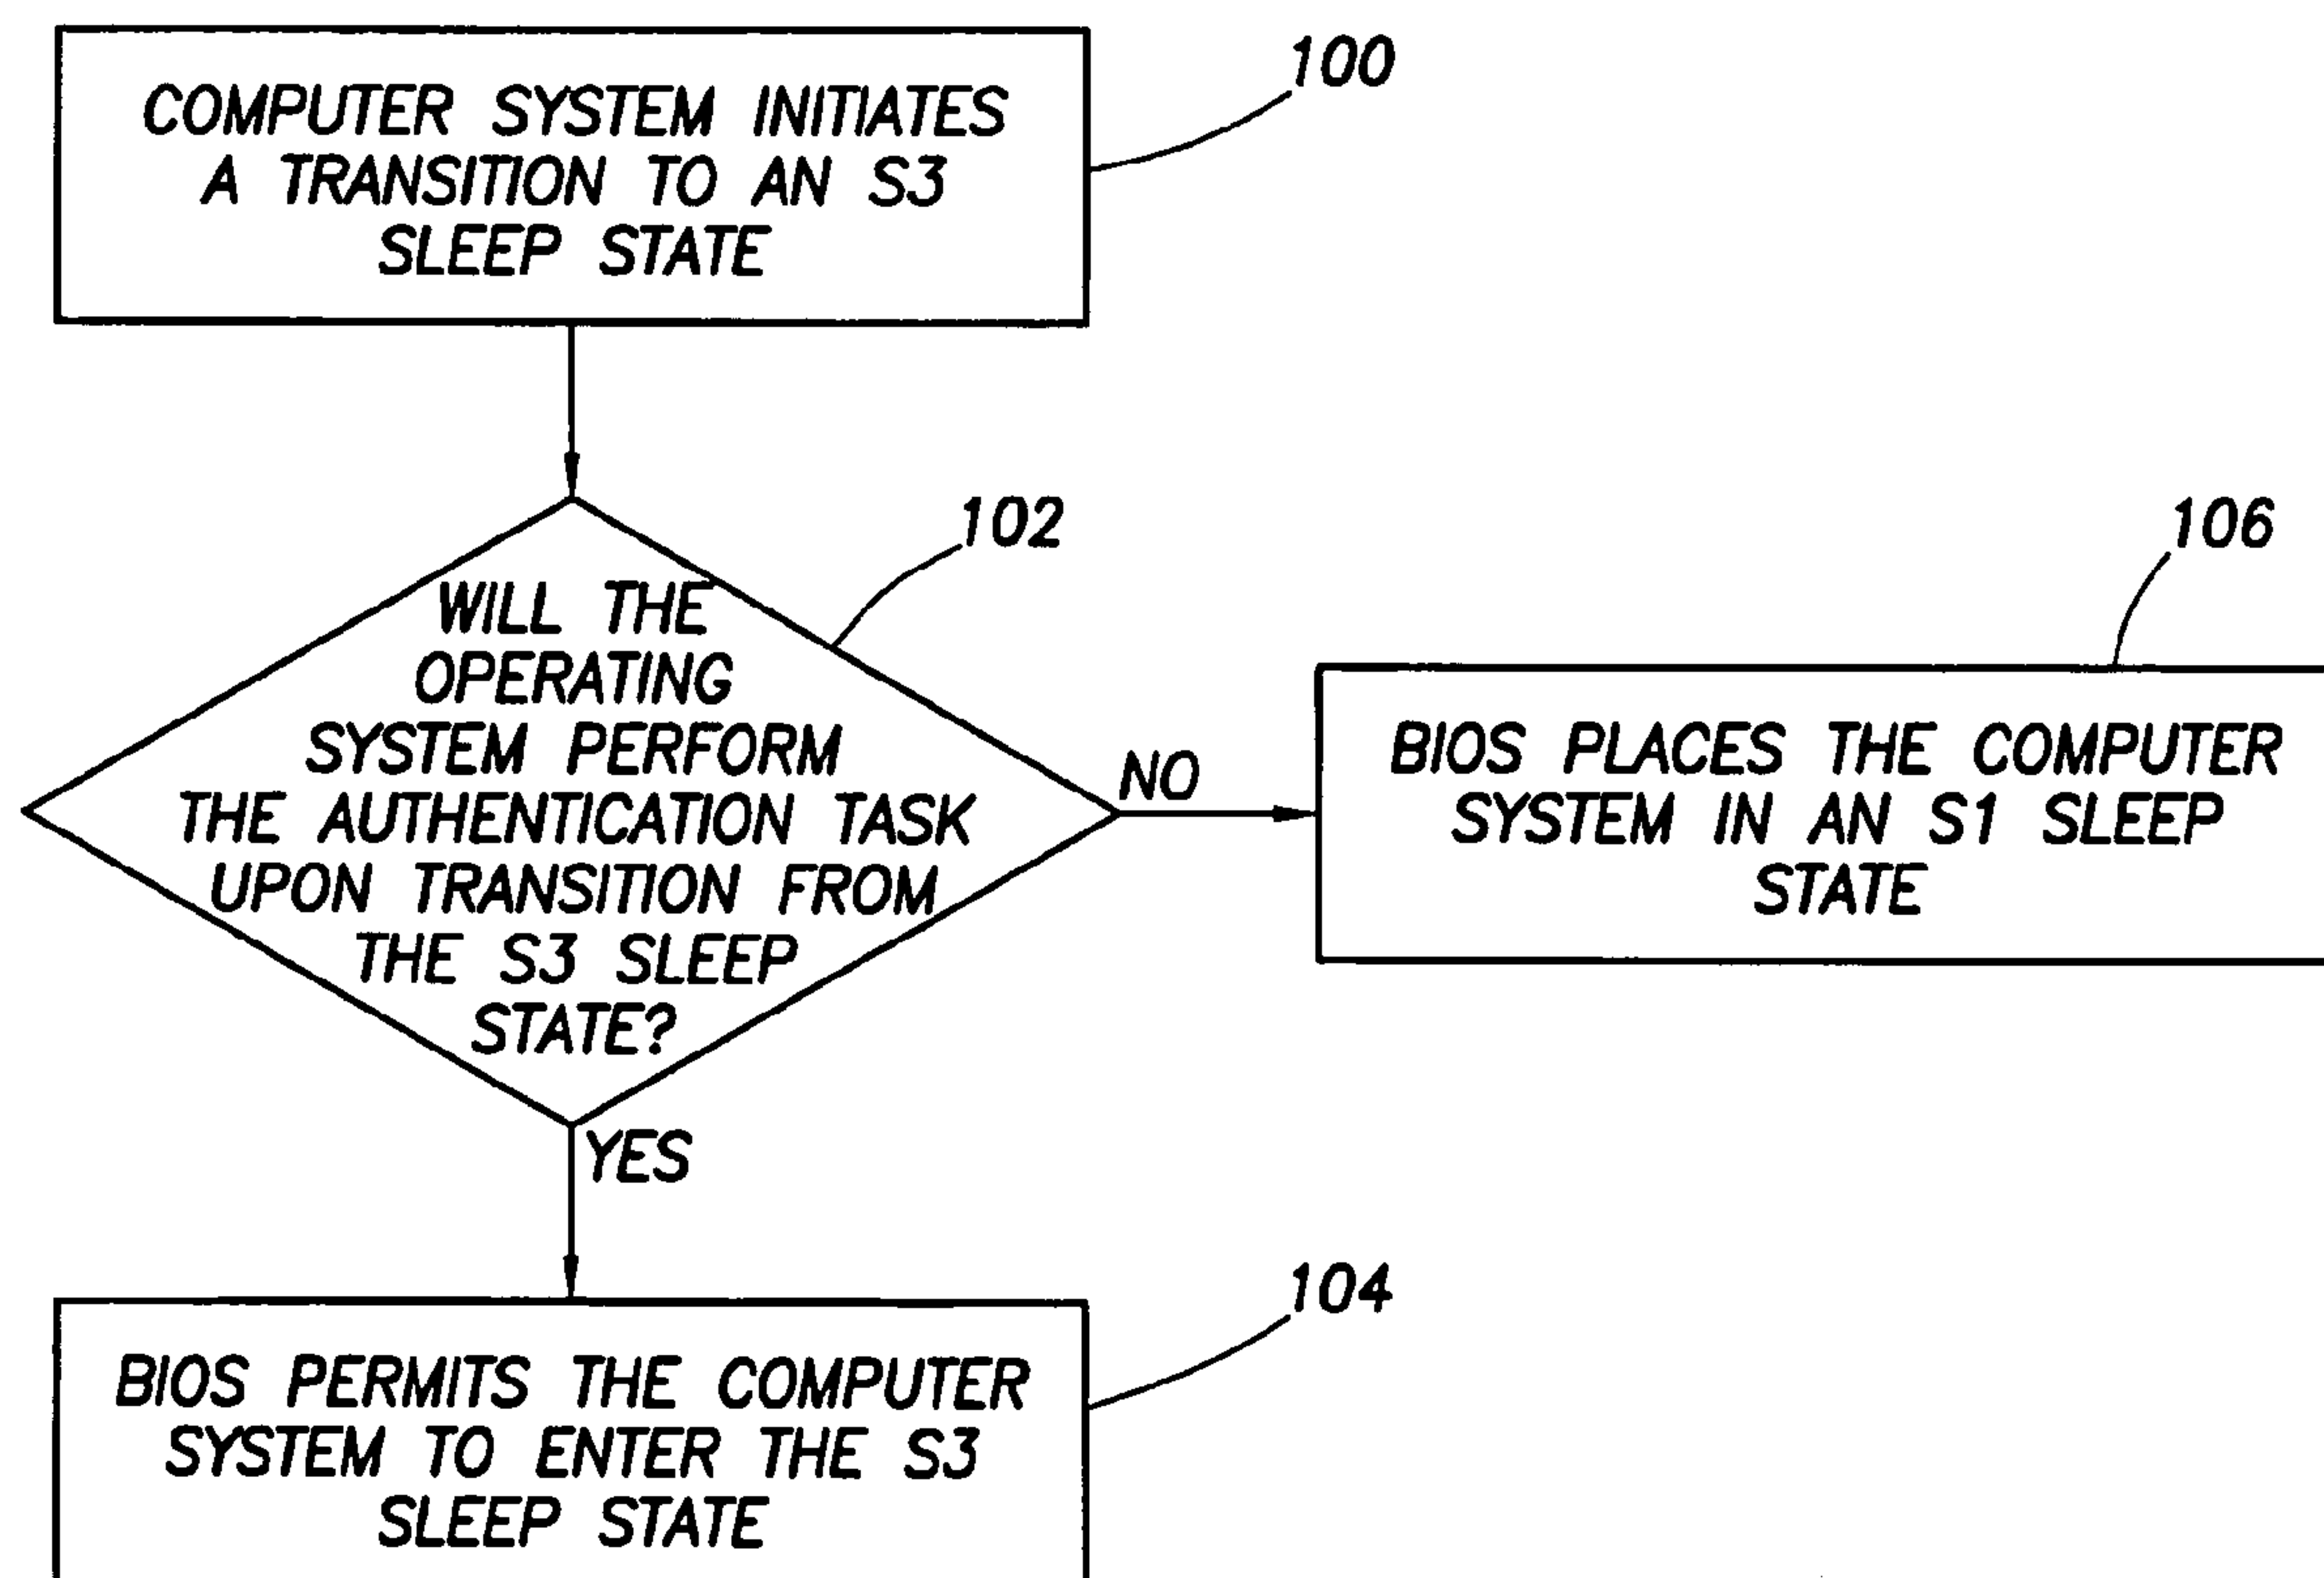 COMPUTER SYSTEM INITIATES
A TRANSITION TO AN S3
SLEEP STATE
100
WILL THE
OPERATING
SYSTEM PERFORM
THE AUTHENTICATION TASK
UPON TRANSITION FROM
THE S3 SLEEP
STATE?
102
NO
106
BIOS PLACES THE COMPUTER
SYSTEM IN AN S1 SLEEP
STATE
YES
104
BIOS PERMITS THE COMPUTER
SYSTEM TO ENTER THE S3
SLEEP STATE